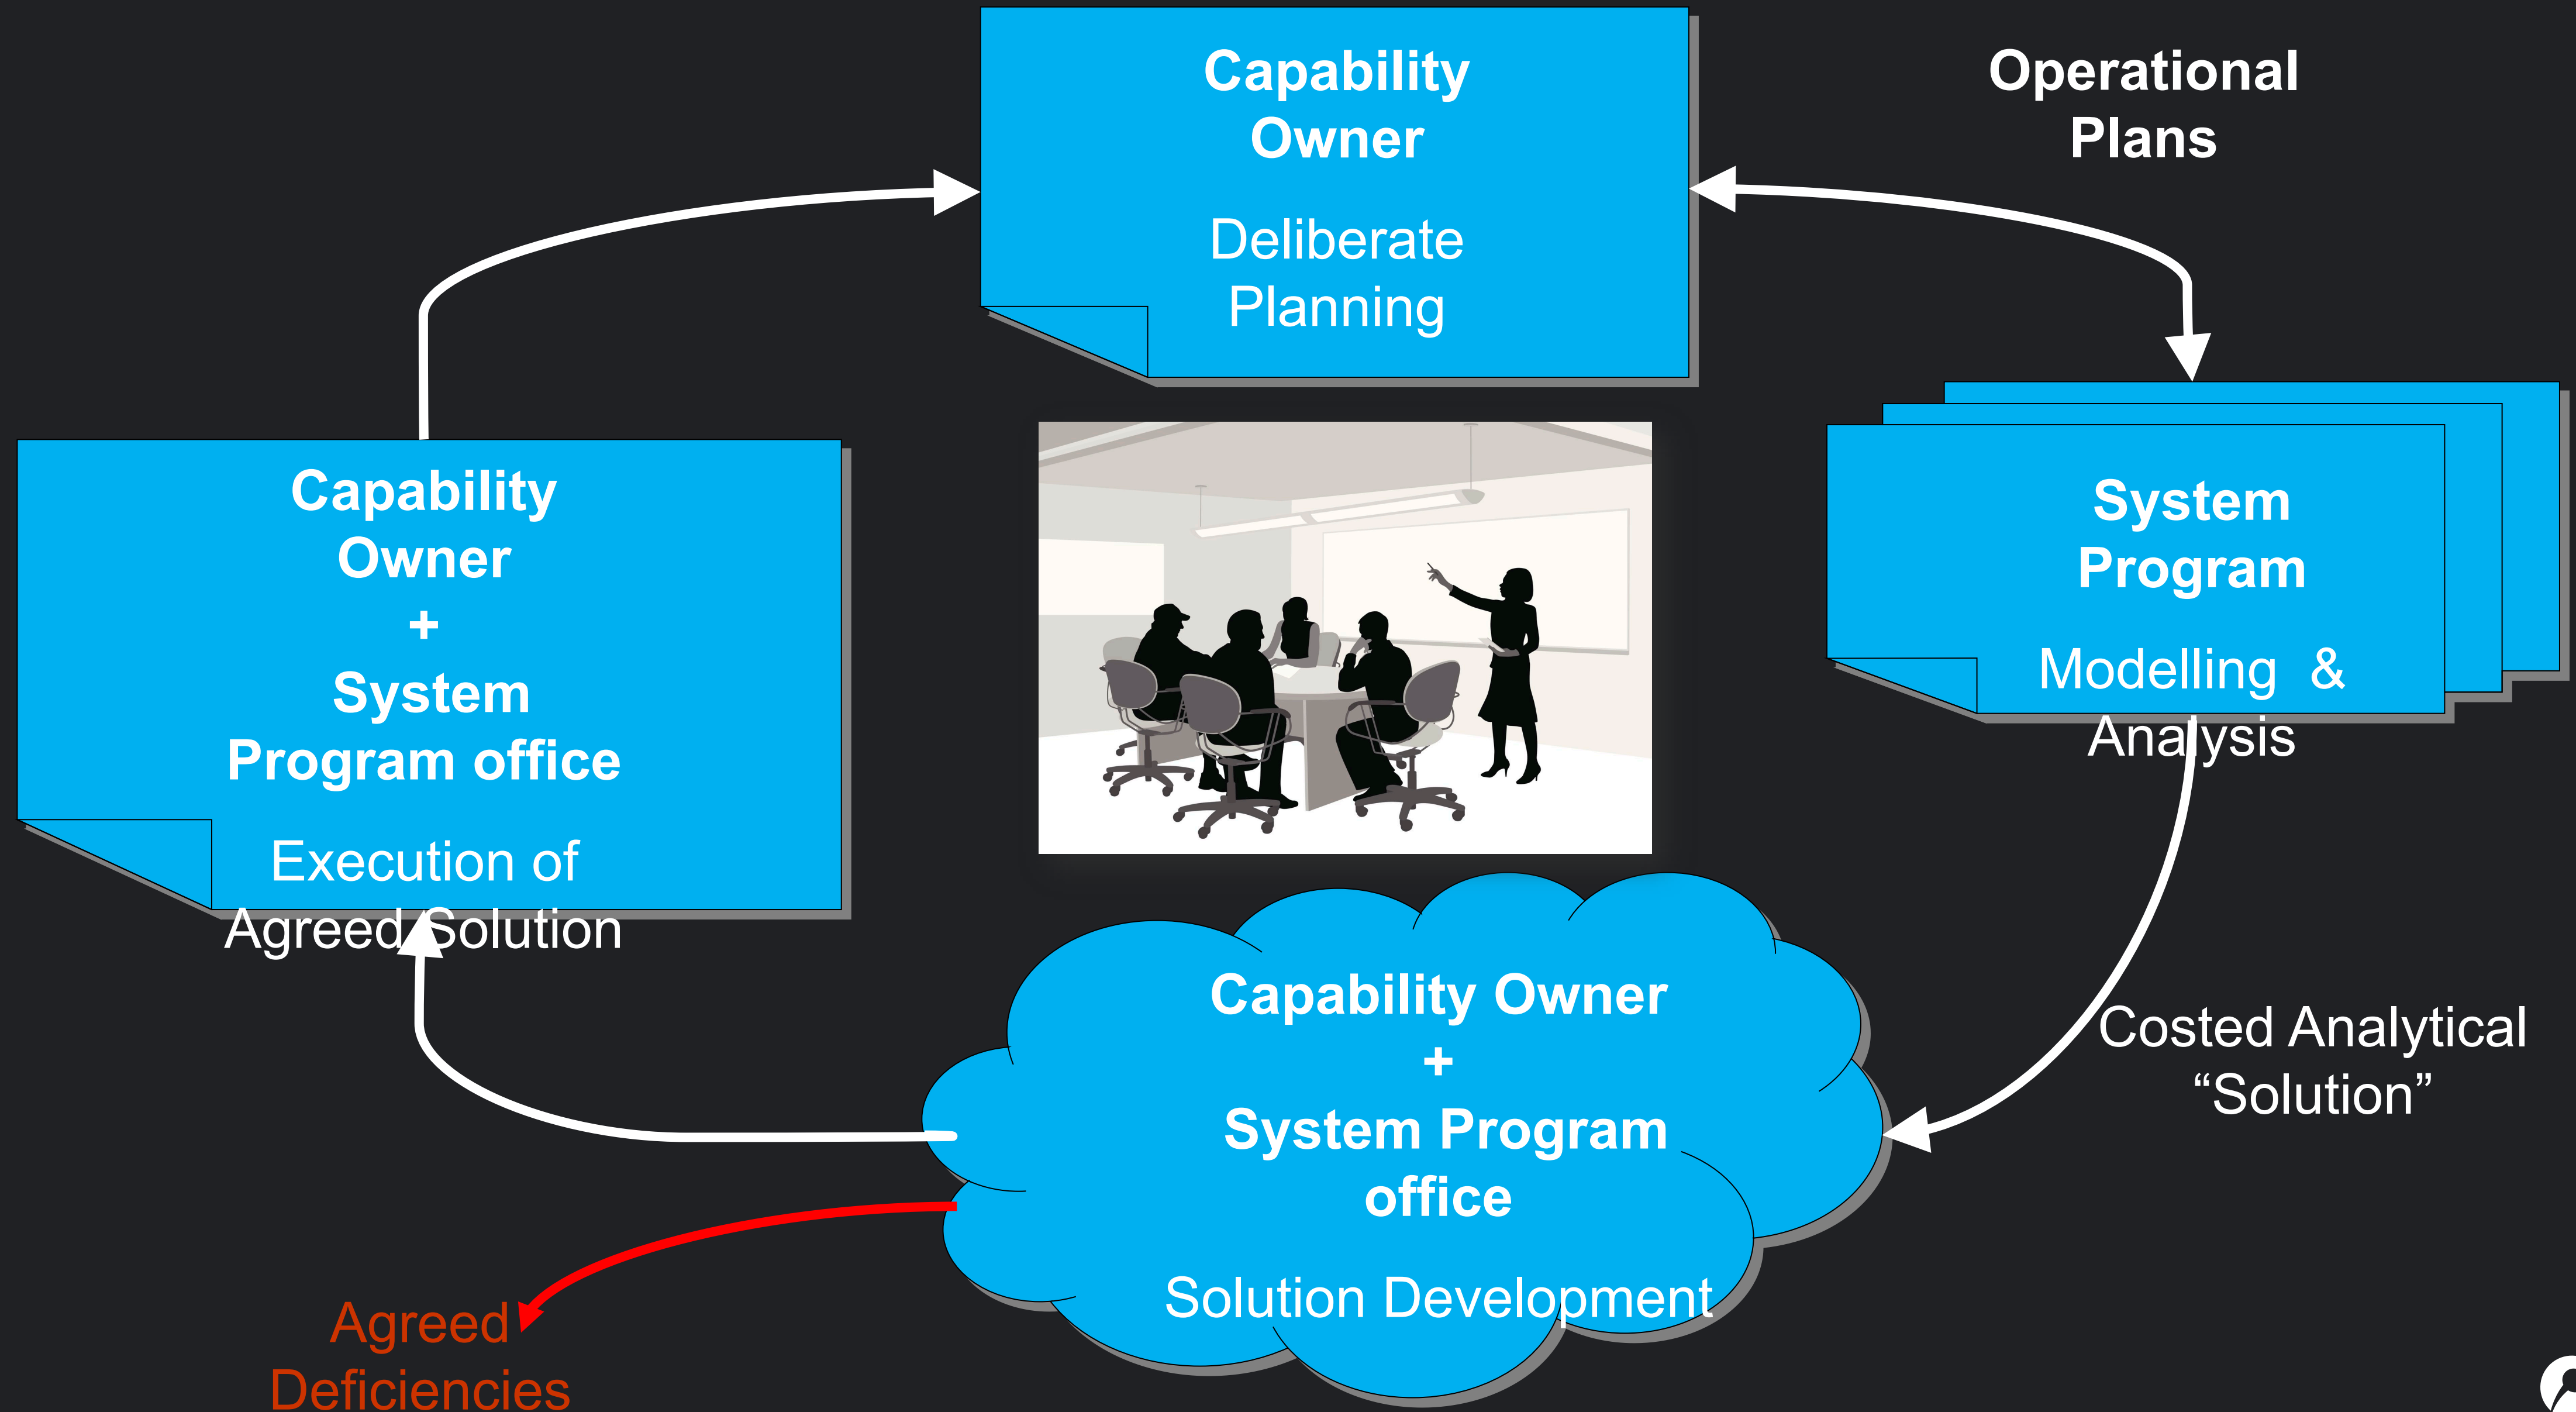 Capability
Owner
Deliberate
Planning
Operational
Plans
System
Program
Modelling  &
Analysis
Costed Analytical
“Solution”
Capability Owner
+
System Program
office
Solution Development
Agreed
Deficiencies
Capability
Owner
+
System
Program office
Execution of
Agreed Solution